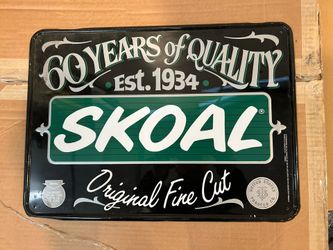 60 YEARS of QUALITY
Est. 1934
SKOAL®
Original Fine Cut